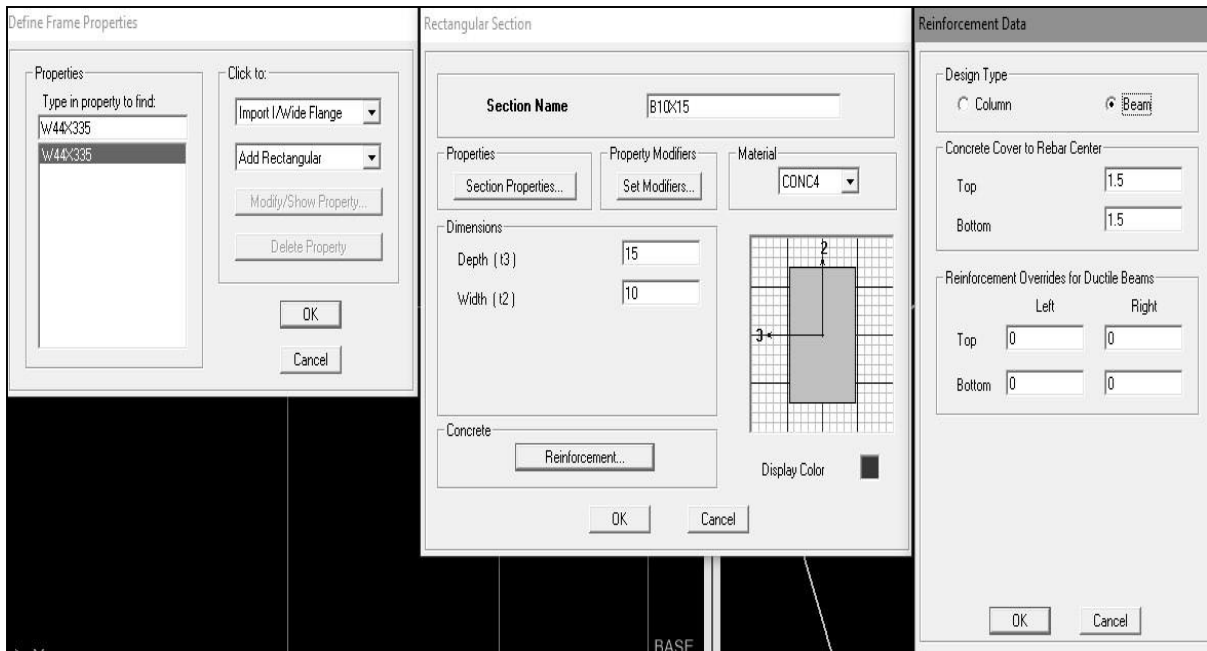 Define Frame Properties
Properties
Type in property to find:
W44X335
W44X335
Click to:
Import I/Wide Flange
Add Rectangular
Modify/Show Property...
Delete Property
OK
Cancel
Rectangular Section
Section Name B10X15
Properties
Section Properties...
Property Modifiers
Set Modifiers...
Material
CONC4
Dimensions
Depth ( t3 ) 15
Width ( t2 ) 10
2
3
Concrete
Reinforcement...
Display Color
OK Cancel
Reinforcement Data
Design Type
Column Beam
Concrete Cover to Rebar Center
Top 1.5
Bottom 1.5
Reinforcement Overrides for Ductile Beams
Left Right
Top 0 0
Bottom 0 0
OK Cancel
BASE